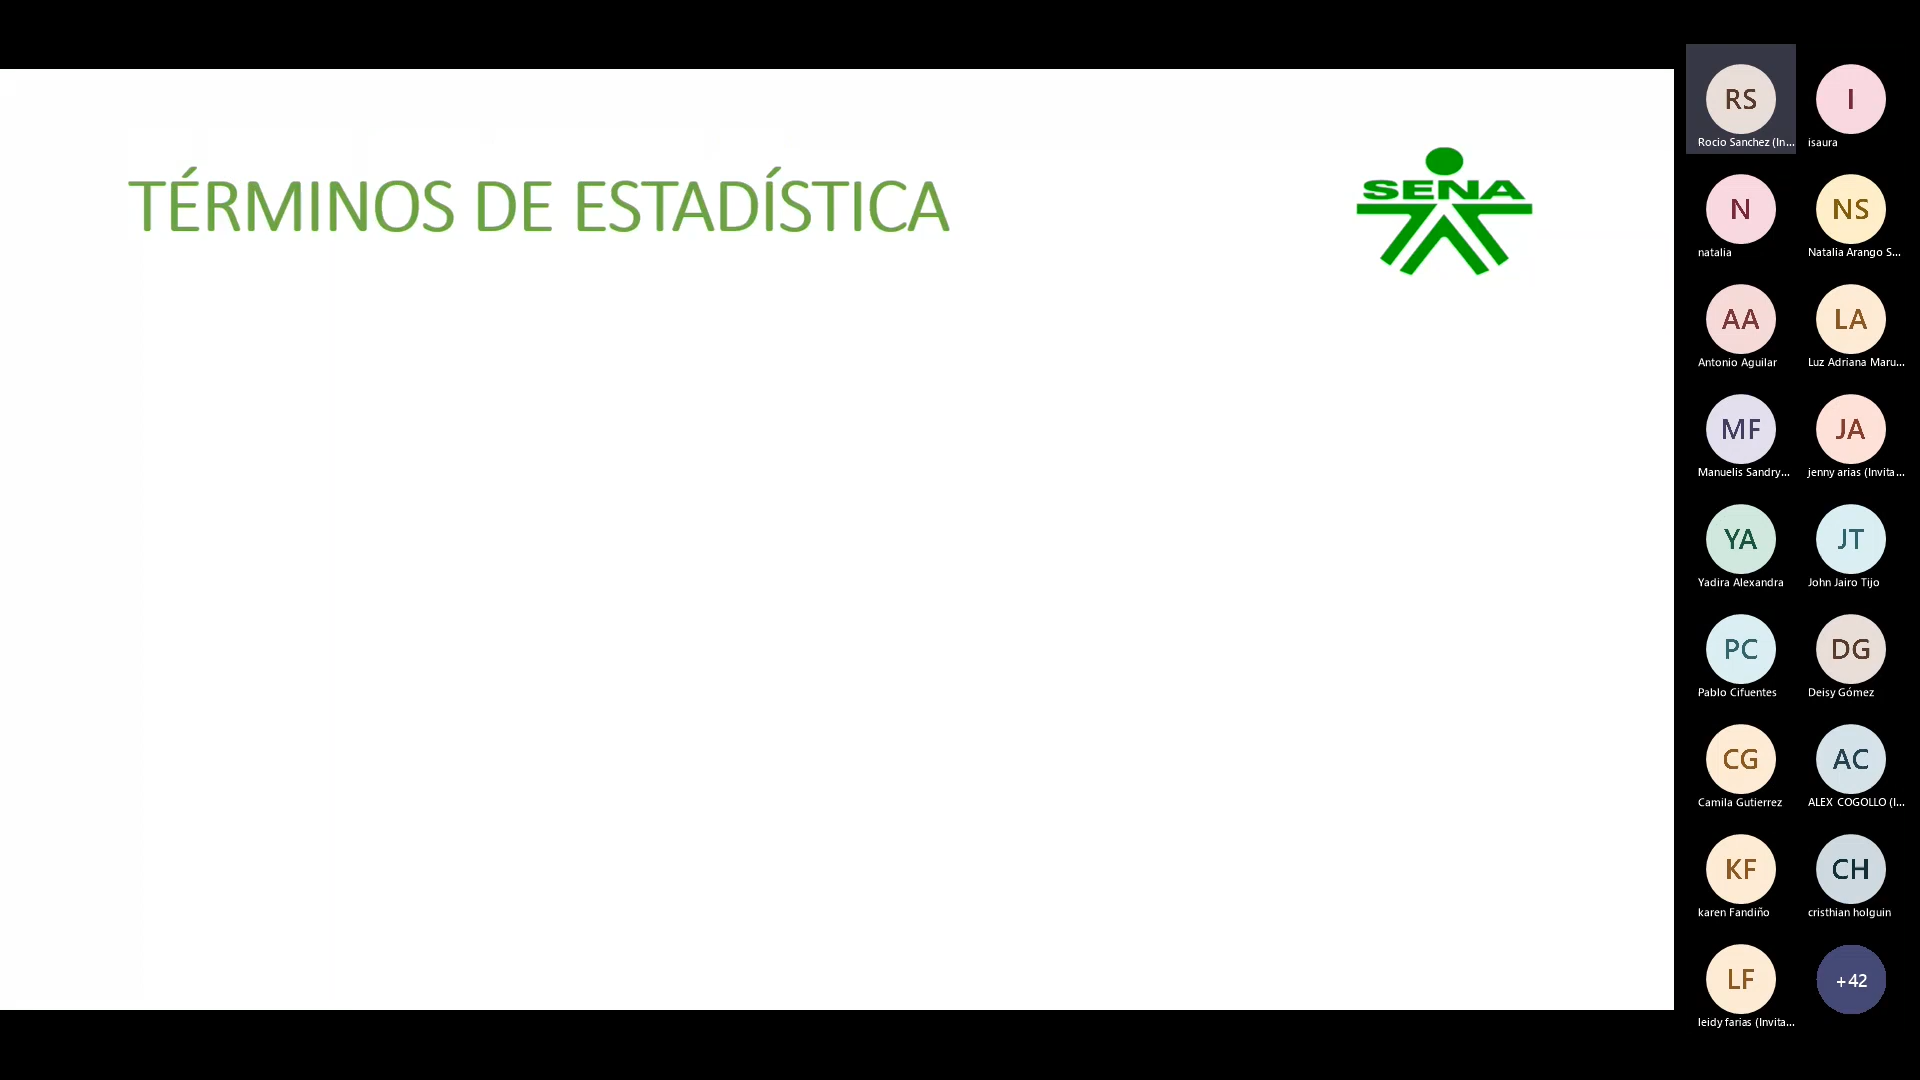 TÉRMINOS DE ESTADÍSTICA
SENA
RS
Rocio Sanchez (In...
I
isaura
N
natalia
NS
Natalia Arango S...
AA
Antonio Aguilar
LA
Luz Adriana Maru...
MF
Manuelis Sandry...
JA
jenny arias (Invita...
YA
Yadira Alexandra
JT
John Jairo Tijo
PC
Pablo Cifuentes
DG
Deisy Gómez
CG
Camila Gutierrez
AC
ALEX COGOLLO (I...
KF
karen Fandiño
CH
cristhian holguin
LF
leidy farias (Invita...
+42